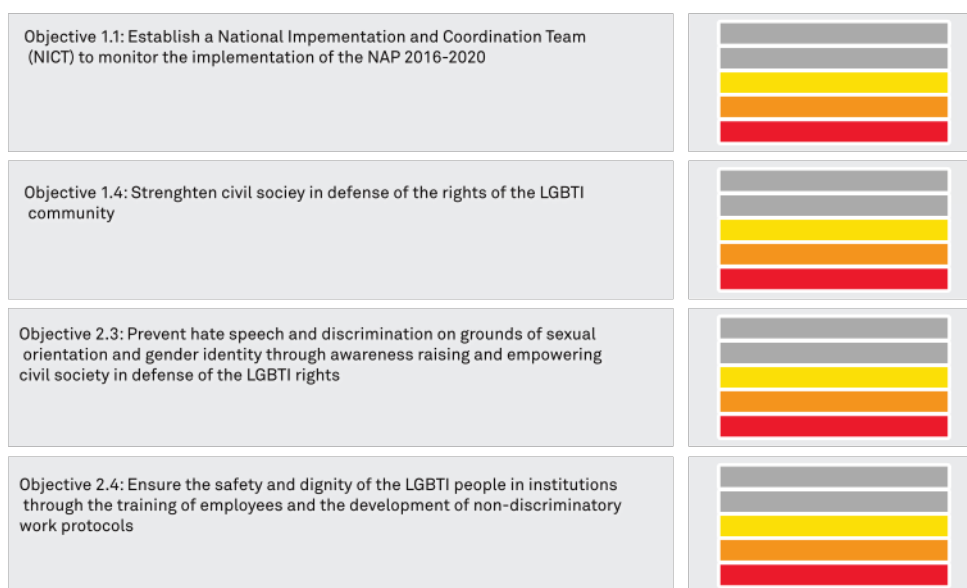 Objective 1.1: Establish a National Impementation and Coordination Team
(NICT) to monitor the implementation of the NAP 2016-2020
Objective 1.4: Strenghten civil sociey in defense of the rights of the LGBTI
community
Objective 2.3: Prevent hate speech and discrimination on grounds of sexual
orientation and gender identity through awareness raising and empowering
civil society in defense of the LGBTI rights
Objective 2.4: Ensure the safety and dignity of the LGBTI people in institutions
through the training of employees and the development of non-discriminatory
work protocols